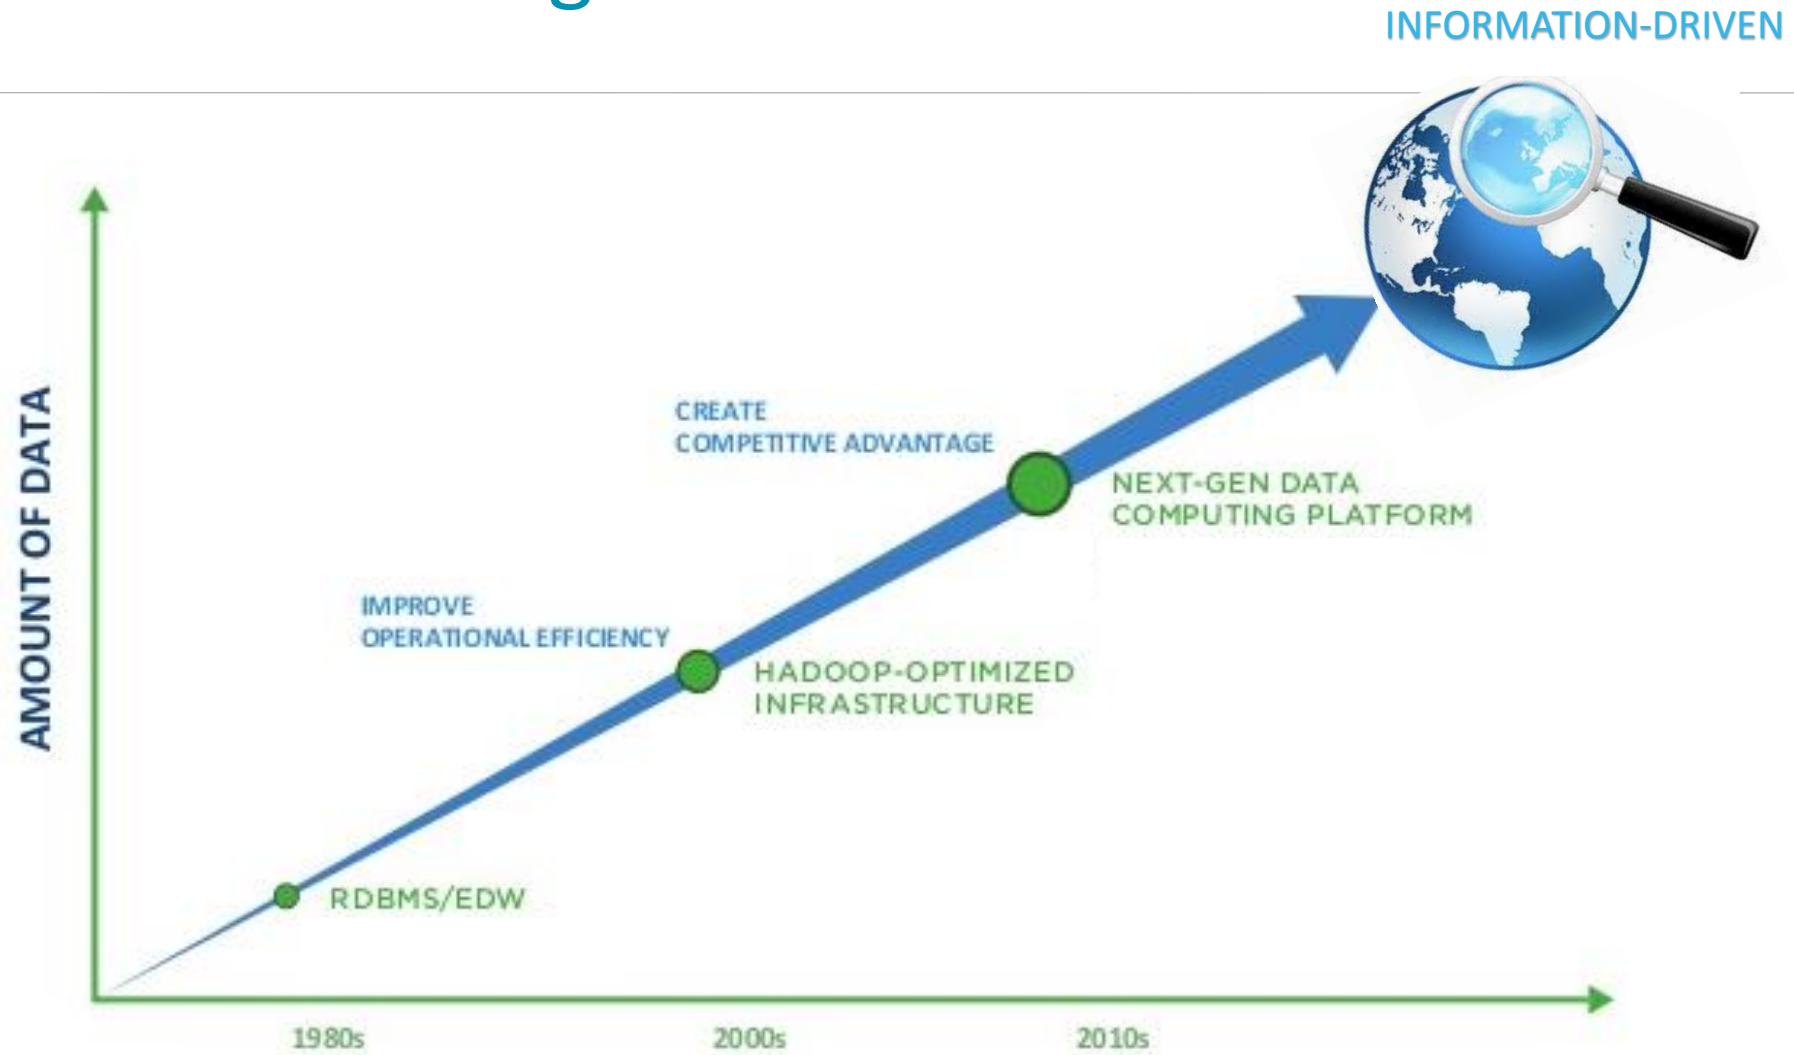 INFORMATION-DRIVEN
AMOUNT OF DATA
CREATE
COMPETITIVE ADVANTAGE
NEXT-GEN DATA
COMPUTING PLATFORM
IMPROVE
OPERATIONAL EFFICIENCY
HADOOP-OPTIMIZED
INFRASTRUCTURE
RDBMS/EDW
1980s
2000s
2010s